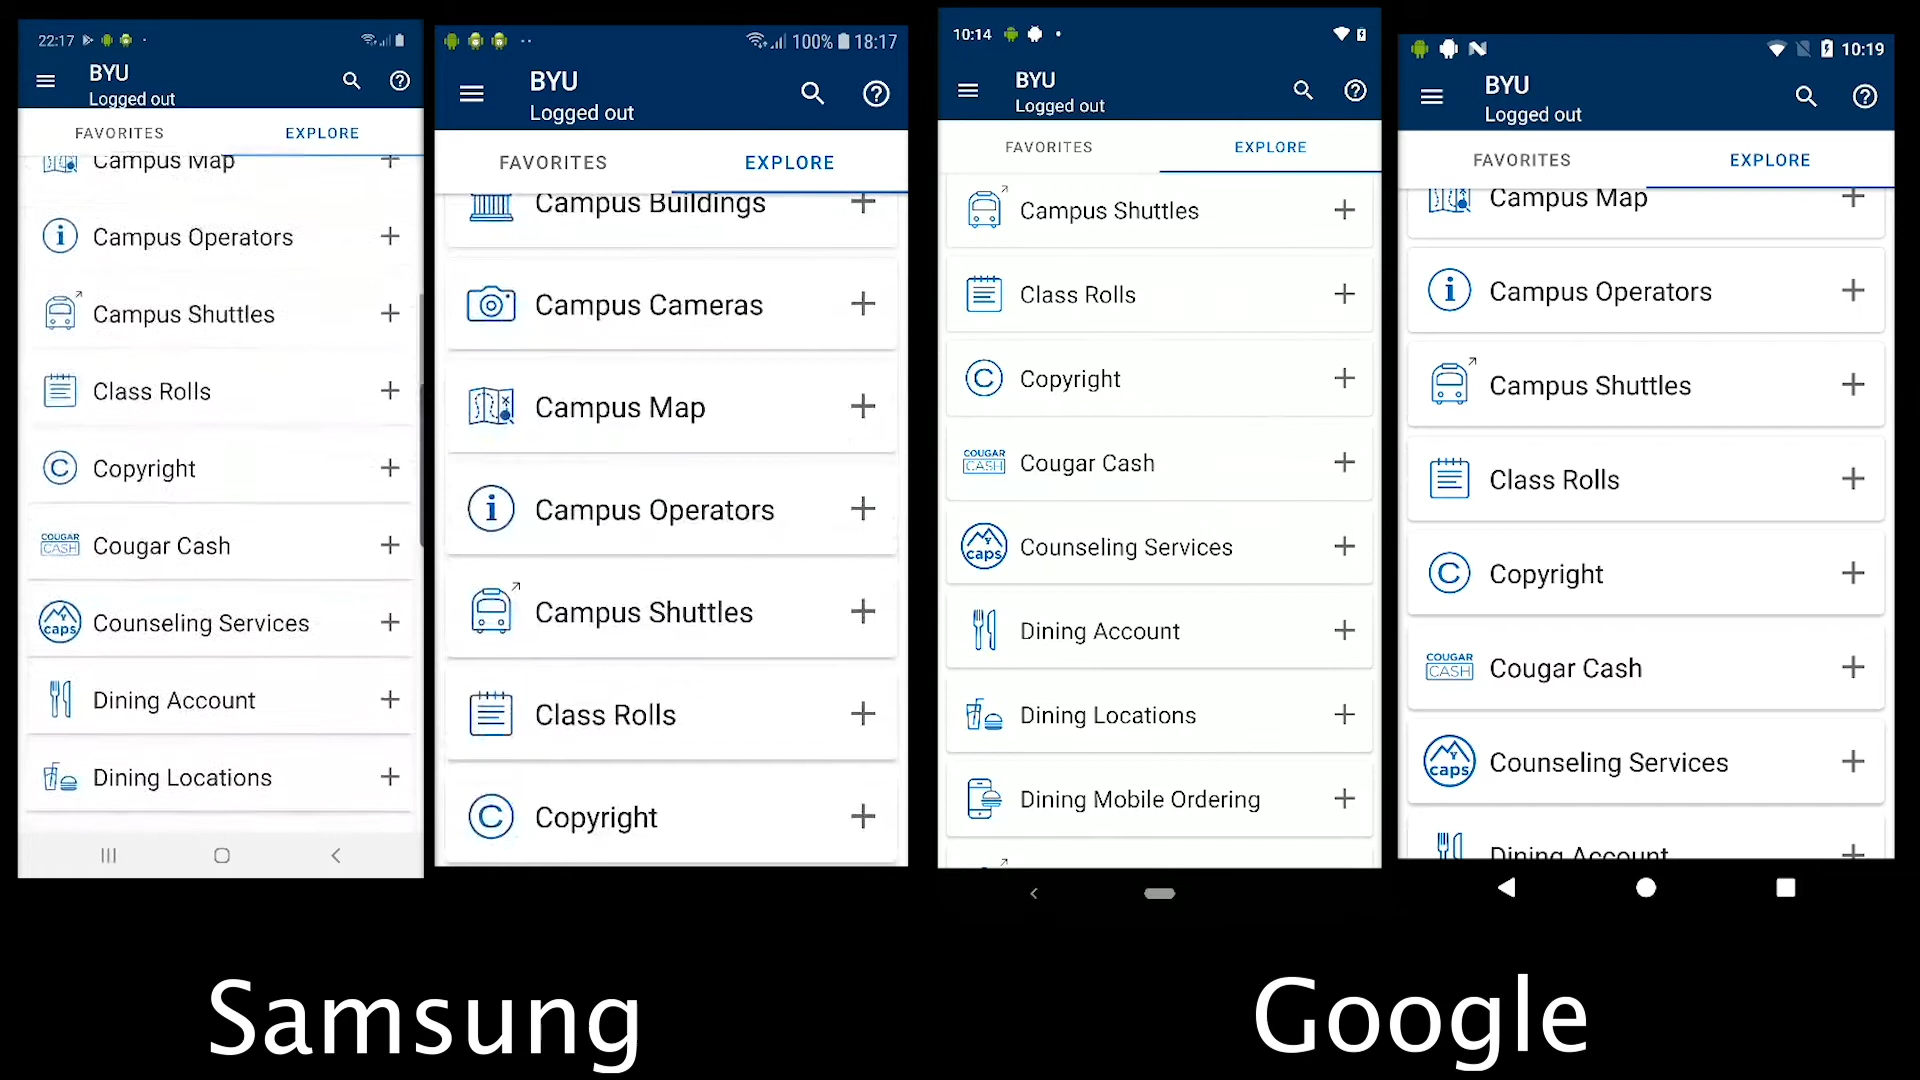 22:17
BYU
Logged out
FAVORITES
EXPLORE
Campus Map
Campus Operators
Campus Shuttles
Class Rolls
Copyright
COUGAR
CASH
Cougar Cash
Y
caps
Counseling Services
Dining Account
Dining Locations
100% 18:17
BYU
Logged out
FAVORITES
EXPLORE
Campus Buildings
Campus Cameras
Campus Map
Campus Operators
Campus Shuttles
Class Rolls
Copyright
10:14
BYU
Logged out
FAVORITES
EXPLORE
Campus Shuttles
Class Rolls
Copyright
COUGAR
CASH
Cougar Cash
Y
caps
Counseling Services
Dining Account
Dining Locations
Dining Mobile Ordering
10:19
BYU
Logged out
FAVORITES
EXPLORE
Campus Map
Campus Operators
Campus Shuttles
Class Rolls
Copyright
COUGAR
CASH
Cougar Cash
Y
caps
Counseling Services
Dining Account
Samsung
Google